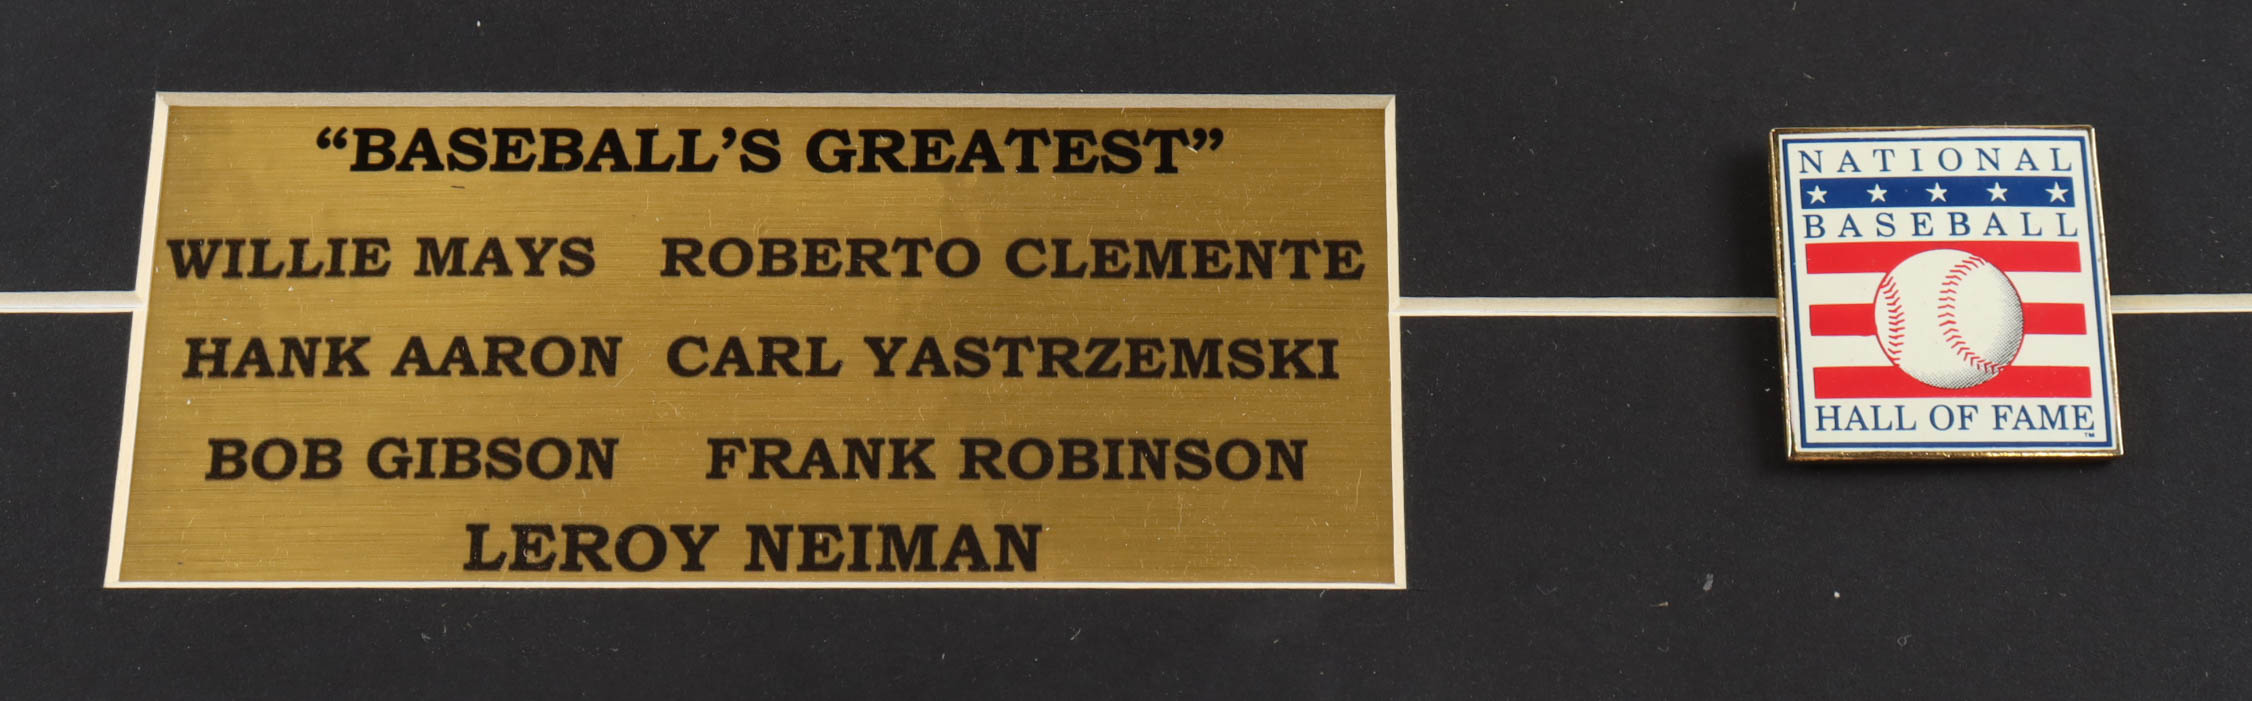 “BASEBALL’S GREATEST”
WILLIE MAYS ROBERTO CLEMENTE
HANK AARON CARL YASTRZEMSKI
BOB GIBSON FRANK ROBINSON
LEROY NEIMAN
NATIONAL
BASEBALL
HALL OF FAME
TM